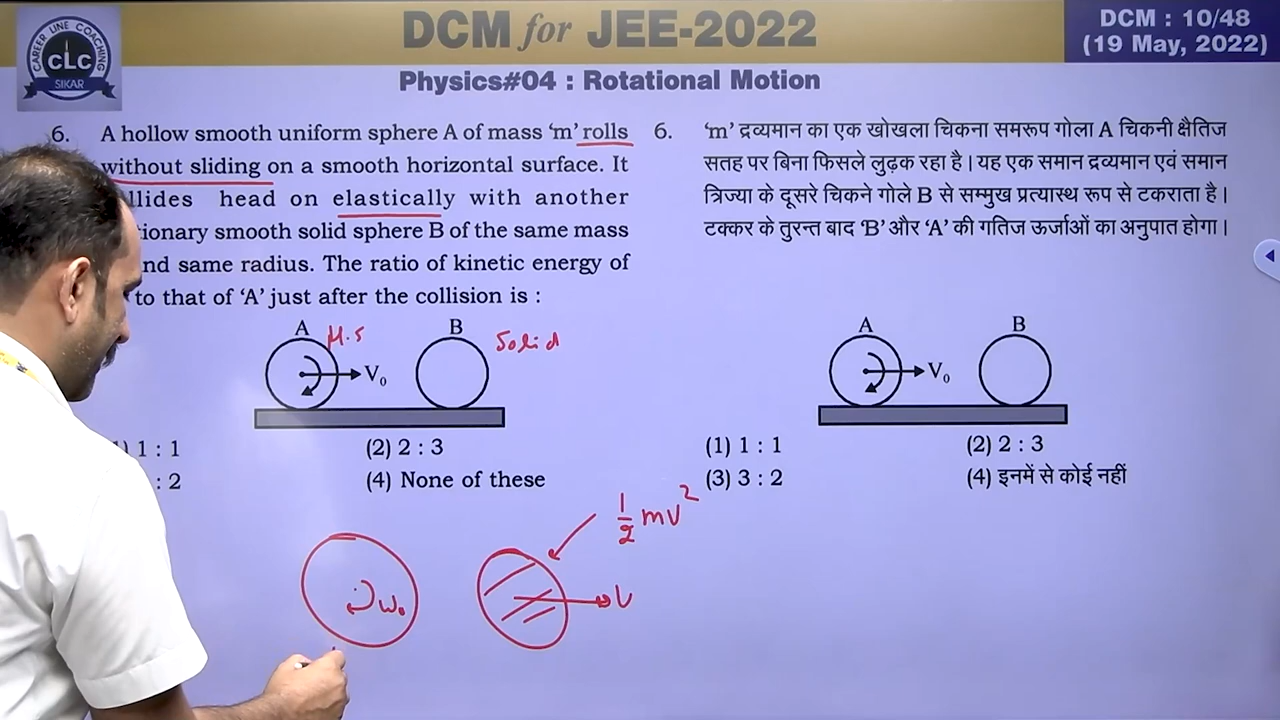 CAREER LINE COACHING
CLC
SIKAR
DCM for JEE-2022
DCM : 10/48
(19 May, 2022)
Physics#04 : Rotational Motion
6. A hollow smooth uniform sphere A of mass ‘m’ rolls
without sliding on a smooth horizontal surface. It
llides head on elastically with another
tionary smooth solid sphere B of the same mass
nd same radius. The ratio of kinetic energy of
to that of ‘A’ just after the collision is :
A H.S B Solid
V₀
) 1 : 1 (2) 2 : 3
: 2 (4) None of these
6. ‘m’ द्रव्यमान का एक खोखला चिकना समरूप गोला A चिकनी क्षैतिज
सतह पर बिना फिसले लुढ़क रहा है। यह एक समान द्रव्यमान एवं समान
त्रिज्या के दूसरे चिकने गोले B से सम्मुख प्रत्यास्थ रूप से टकराता है।
टक्कर के तुरन्त बाद ‘B’ और ‘A’ की गतिज ऊर्जाओं का अनुपात होगा।
A B
V₀
(1) 1 : 1 (2) 2 : 3
(3) 3 : 2 (4) इनमें से कोई नहीं
½mv²
ω₀ v